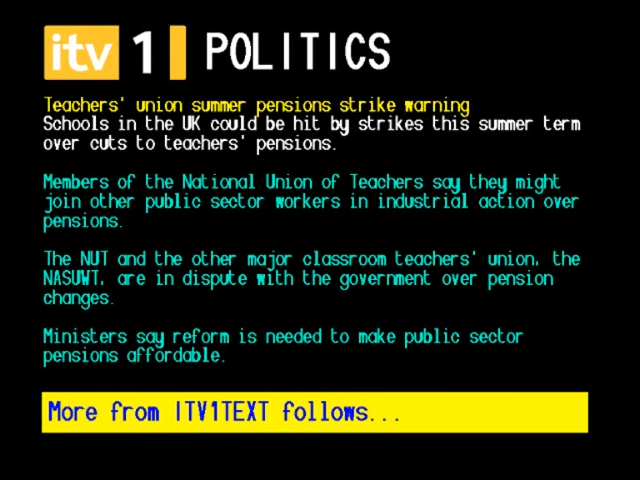 itv 1 POLITICS
Teachers' union summer pensions strike warning
Schools in the UK could be hit by strikes this summer term
over cuts to teachers' pensions.
Members of the National Union of Teachers say they might
join other public sector workers in industrial action over
pensions.
The NUT and the other major classroom teachers' union, the
NASUWT, are in dispute with the government over pension
changes.
Ministers say reform is needed to make public sector
pensions affordable.
More from ITV1TEXT follows...